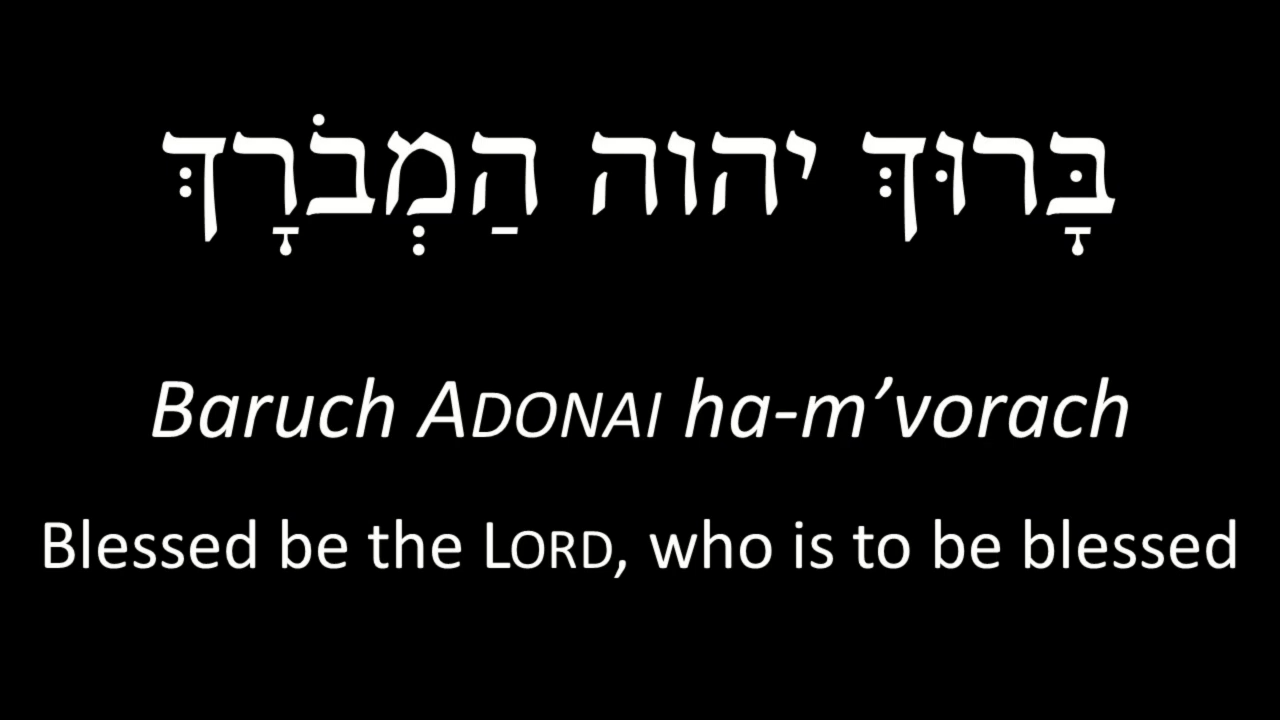 בָּרוּךְ יהוה הַמְבֹרָךְ
Baruch ADONAI ha-m’vorach
Blessed be the LORD, who is to be blessed